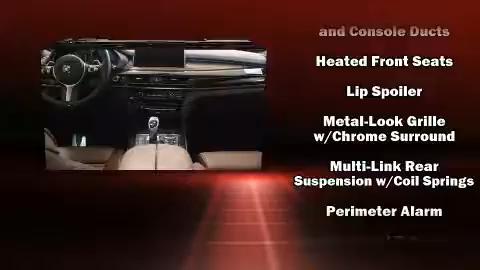 and Console Ducts
Heated Front Seats
Lip Spoiler
Metal-Look Grille
w/Chrome Surround
Multi-Link Rear
Suspension w/Coil Springs
Perimeter Alarm